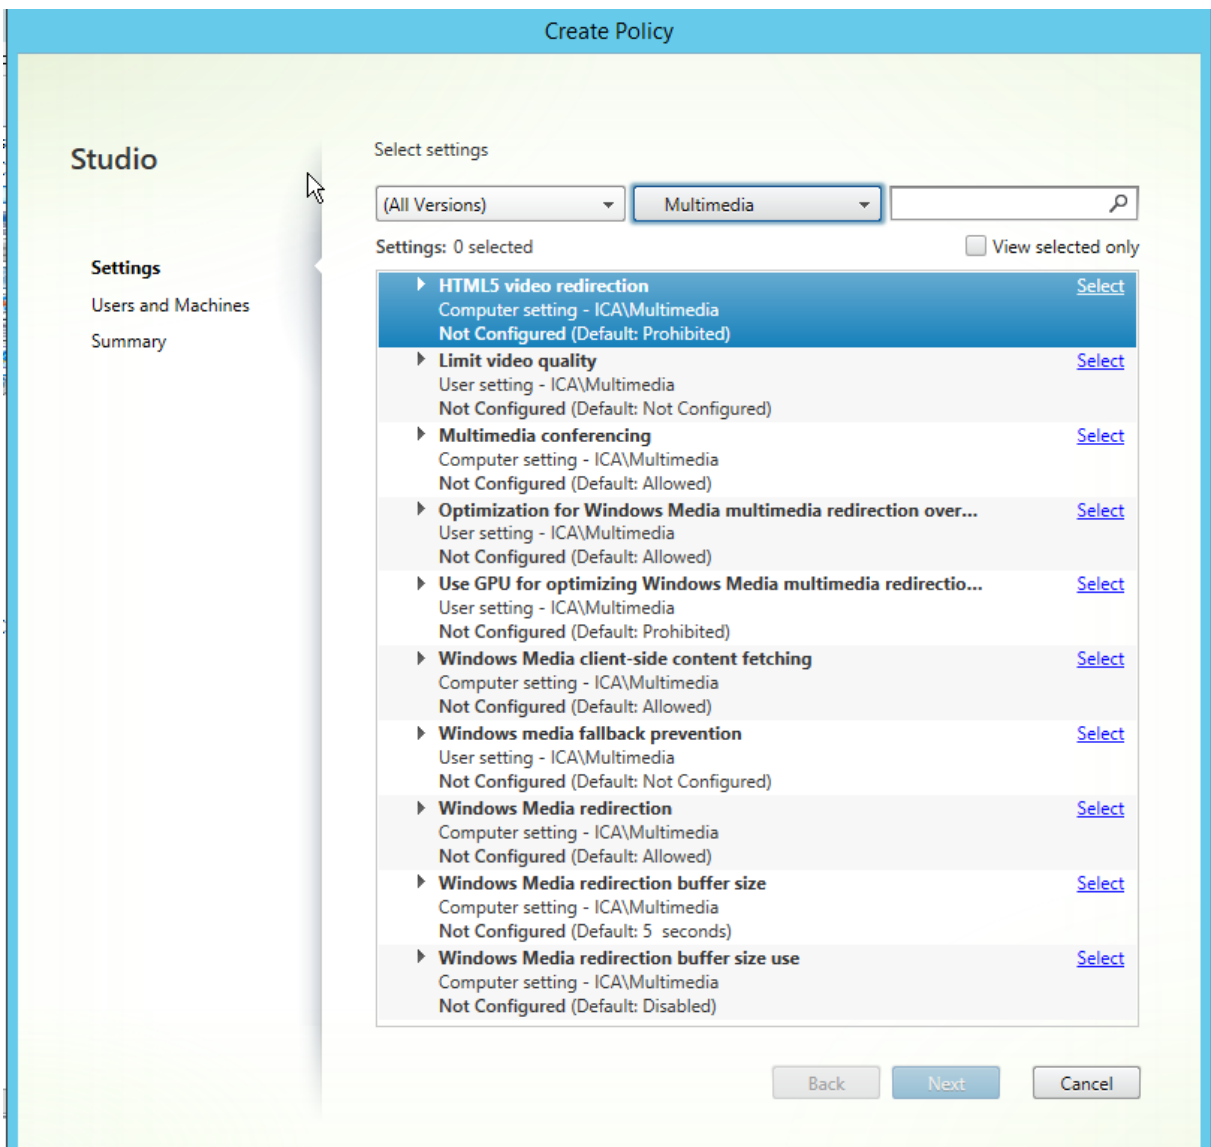 Create Policy
Studio
Settings
Users and Machines
Summary
Select settings
(All Versions)
Multimedia
Settings: 0 selected
View selected only
HTML5 video redirection
Select
Computer setting - ICA\Multimedia
Not Configured (Default: Prohibited)
Limit video quality
Select
User setting - ICA\Multimedia
Not Configured (Default: Not Configured)
Multimedia conferencing
Select
Computer setting - ICA\Multimedia
Not Configured (Default: Allowed)
Optimization for Windows Media multimedia redirection over...
Select
User setting - ICA\Multimedia
Not Configured (Default: Allowed)
Use GPU for optimizing Windows Media multimedia redirectio...
Select
User setting - ICA\Multimedia
Not Configured (Default: Prohibited)
Windows Media client-side content fetching
Select
Computer setting - ICA\Multimedia
Not Configured (Default: Allowed)
Windows media fallback prevention
Select
User setting - ICA\Multimedia
Not Configured (Default: Not Configured)
Windows Media redirection
Select
Computer setting - ICA\Multimedia
Not Configured (Default: Allowed)
Windows Media redirection buffer size
Select
Computer setting - ICA\Multimedia
Not Configured (Default: 5  seconds)
Windows Media redirection buffer size use
Select
Computer setting - ICA\Multimedia
Not Configured (Default: Disabled)
Back
Next
Cancel